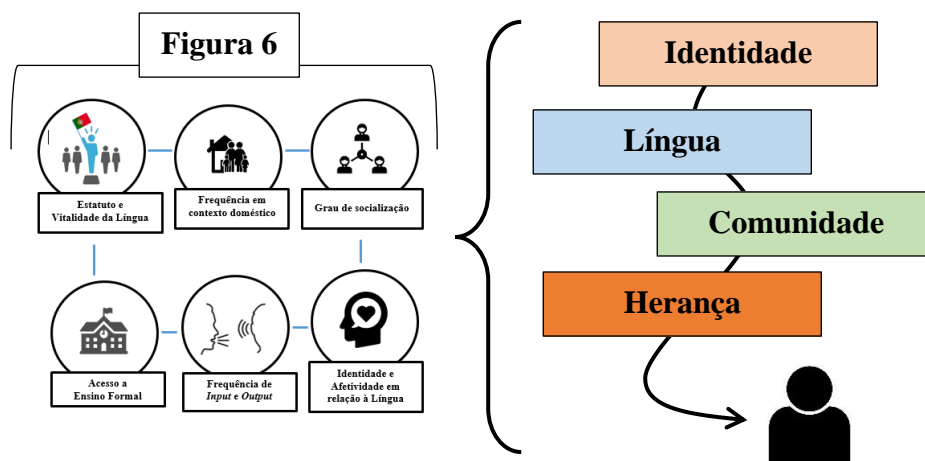 Figura 6
Estatuto e
Vitalidade da Língua
Frequência em
contexto doméstico
Grau de socialização
Acesso a
Ensino Formal
Frequência de
Input e Output
Identidade e
Afetividade em
relação à Língua
Identidade
Língua
Comunidade
Herança